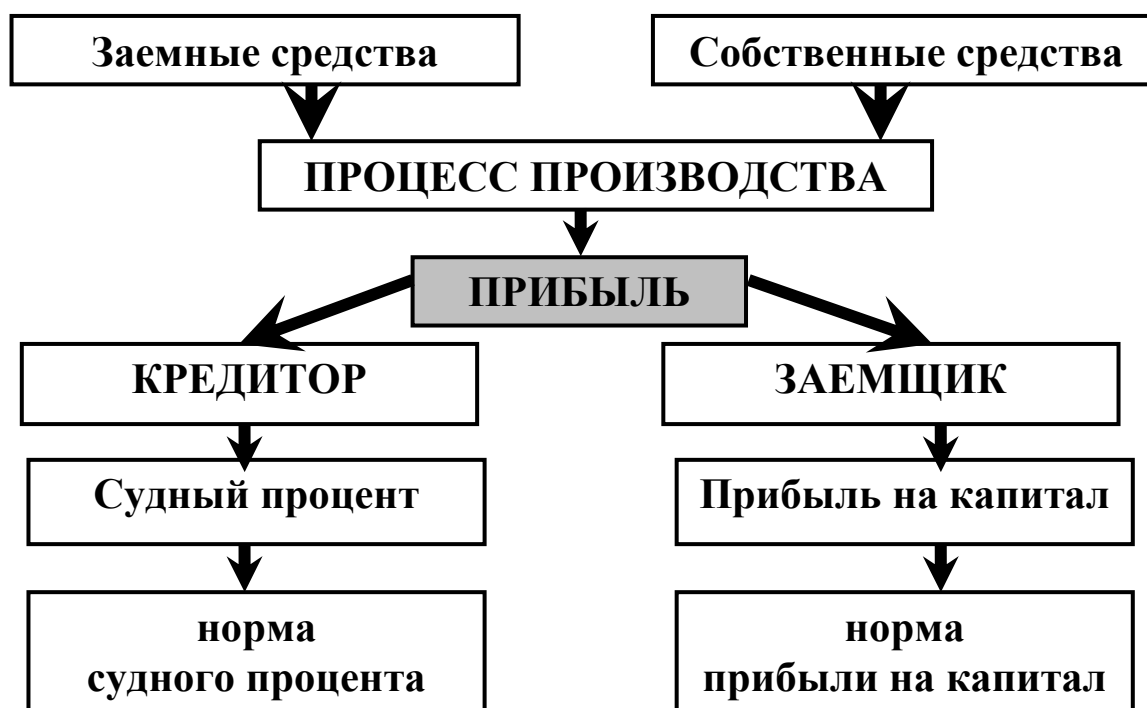 Заемные средства
Собственные средства
ПРОЦЕСС ПРОИЗВОДСТВА
ПРИБЫЛЬ
КРЕДИТОР
ЗАЕМЩИК
Судный процент
Прибыль на капитал
норма
судного процента
норма
прибыли на капитал